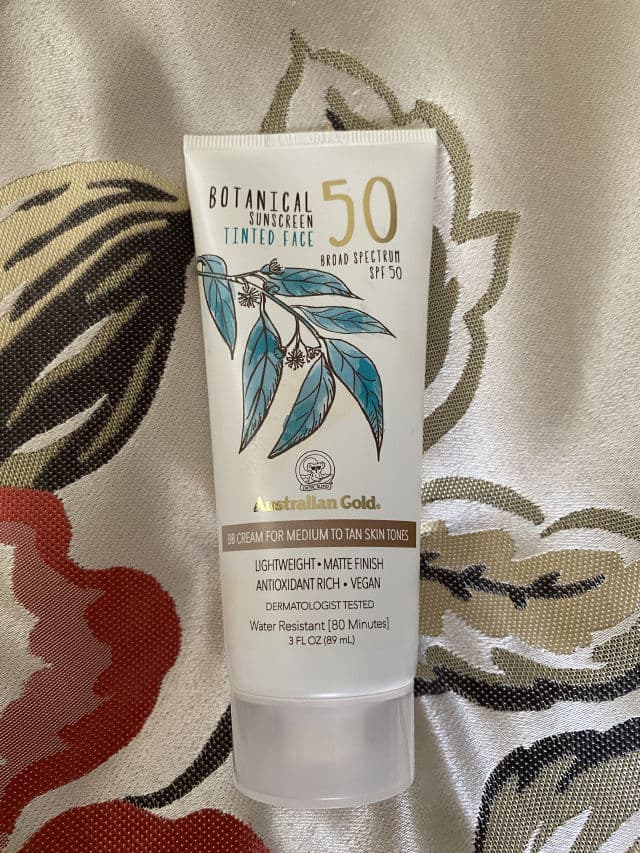 BOTANICAL 50
SUNSCREEN
TINTED FACE
BROAD SPECTRUM
SPF 50
Australian Gold®
BB CREAM FOR MEDIUM TO TAN SKIN TONES
LIGHTWEIGHT • MATTE FINISH
ANTIOXIDANT RICH • VEGAN
DERMATOLOGIST TESTED
Water Resistant [80 Minutes]
3 FL OZ (89 mL)